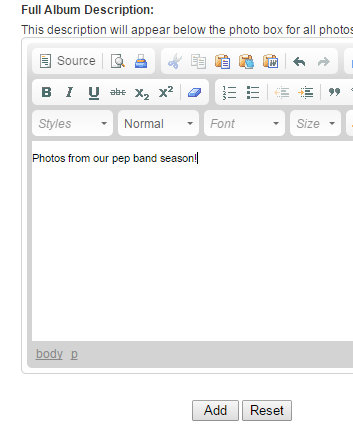 Full Album Description:
This description will appear below the photo box for all photos
Source
B I U abc x₂ x²
Styles Normal Font Size
Photos from our pep band season!
body p
Add Reset